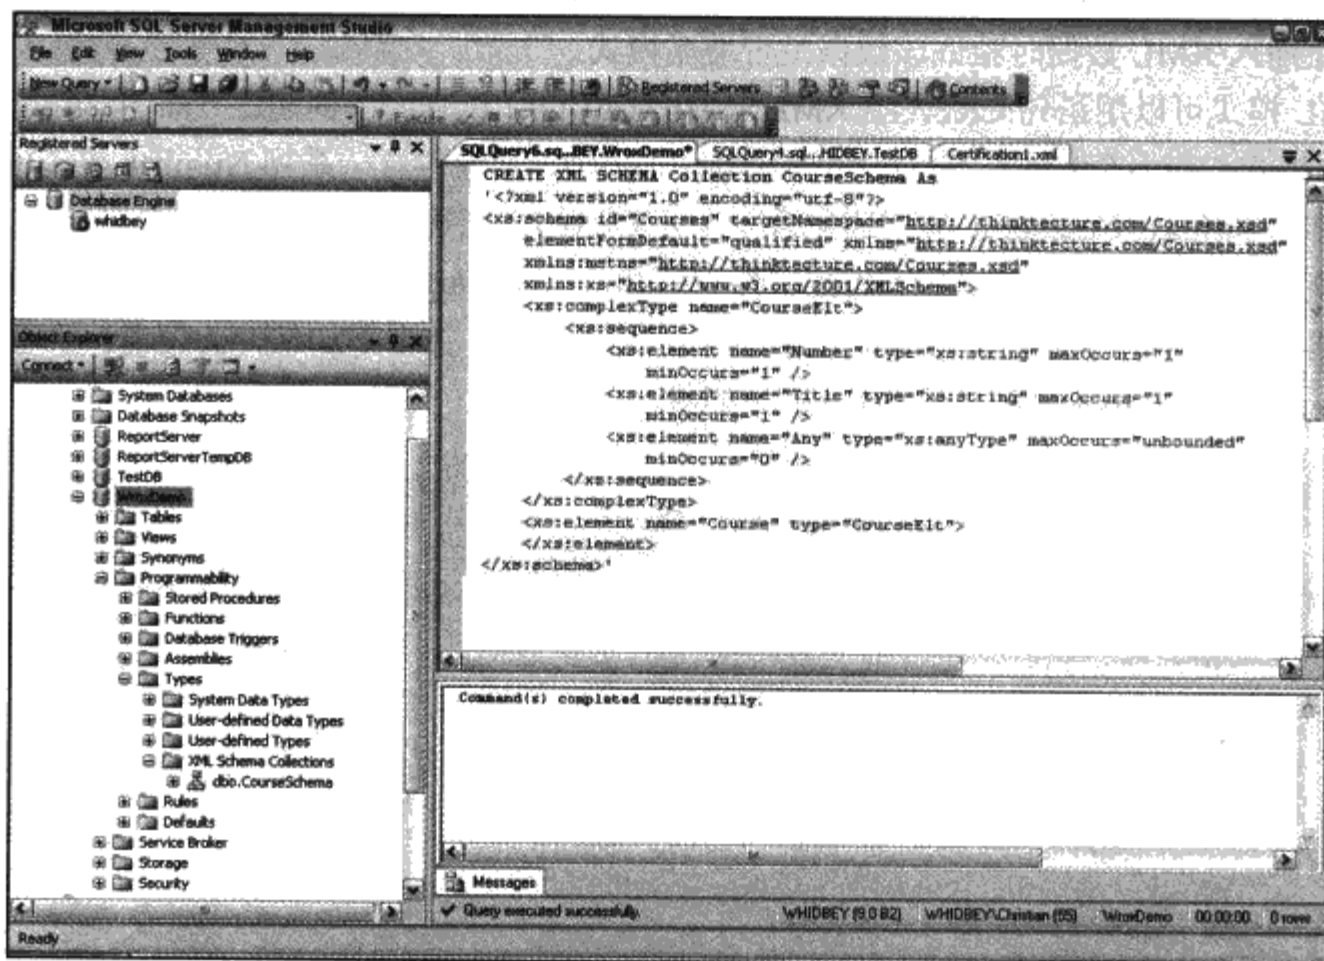 Microsoft SQL Server Management Studio
File Edit View Tools Window Help
New Query Registered Servers Contents
Execute
Registered Servers
Database Engine
whidbey
Object Explorer
Connect
System Databases
Database Snapshots
ReportServer
ReportServerTempDB
TestDB
WroxDemo
Tables
Views
Synonyms
Programmability
Stored Procedures
Functions
Database Triggers
Assemblies
Types
System Data Types
User-defined Data Types
User-defined Types
XML Schema Collections
dbo.CourseSchema
Rules
Defaults
Service Broker
Storage
Security
SQLQuery6.sq...BEY.WroxDemo* SQLQuery4.sql...HIDBEY.TestDB Certification1.xml
CREATE XML SCHEMA Collection CourseSchema As
'<?xml version="1.0" encoding="utf-8"?>
<xs:schema id="Courses" targetNamespace="http://thinktecture.com/Courses.xsd"
elementFormDefault="qualified" xmlns="http://thinktecture.com/Courses.xsd"
xmlns:mstns="http://thinktecture.com/Courses.xsd"
xmlns:xs="http://www.w3.org/2001/XMLSchema">
<xs:complexType name="CourseElt">
<xs:sequence>
<xs:element name="Number" type="xs:string" maxOccurs="1"
minOccurs="1" />
<xs:element name="Title" type="xs:string" maxOccurs="1"
minOccurs="1" />
<xs:element name="Any" type="xs:anyType" maxOccurs="unbounded"
minOccurs="0" />
</xs:sequence>
</xs:complexType>
<xs:element name="Course" type="CourseElt">
</xs:element>
</xs:schema>'
Command(s) completed successfully.
Messages
Query executed successfully. WHIDBEY (9.0 B2) WHIDBEY\Christian (55) WroxDemo 00:00:00 0 rows
Ready